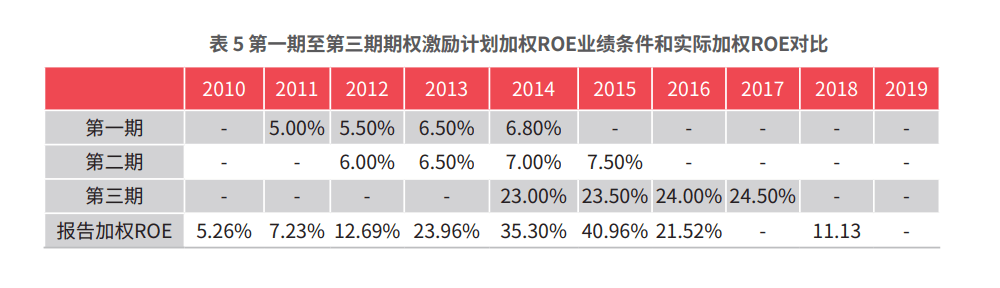 表 5 第一期至第三期期权激励计划加权ROE业绩条件和实际加权ROE对比
2010 2011 2012 2013 2014 2015 2016 2017 2018 2019
第一期 - 5.00% 5.50% 6.50% 6.80% - - - - -
第二期 - - 6.00% 6.50% 7.00% 7.50% - - - -
第三期 - - - - 23.00% 23.50% 24.00% 24.50% - -
报告加权ROE 5.26% 7.23% 12.69% 23.96% 35.30% 40.96% 21.52% - 11.13 -